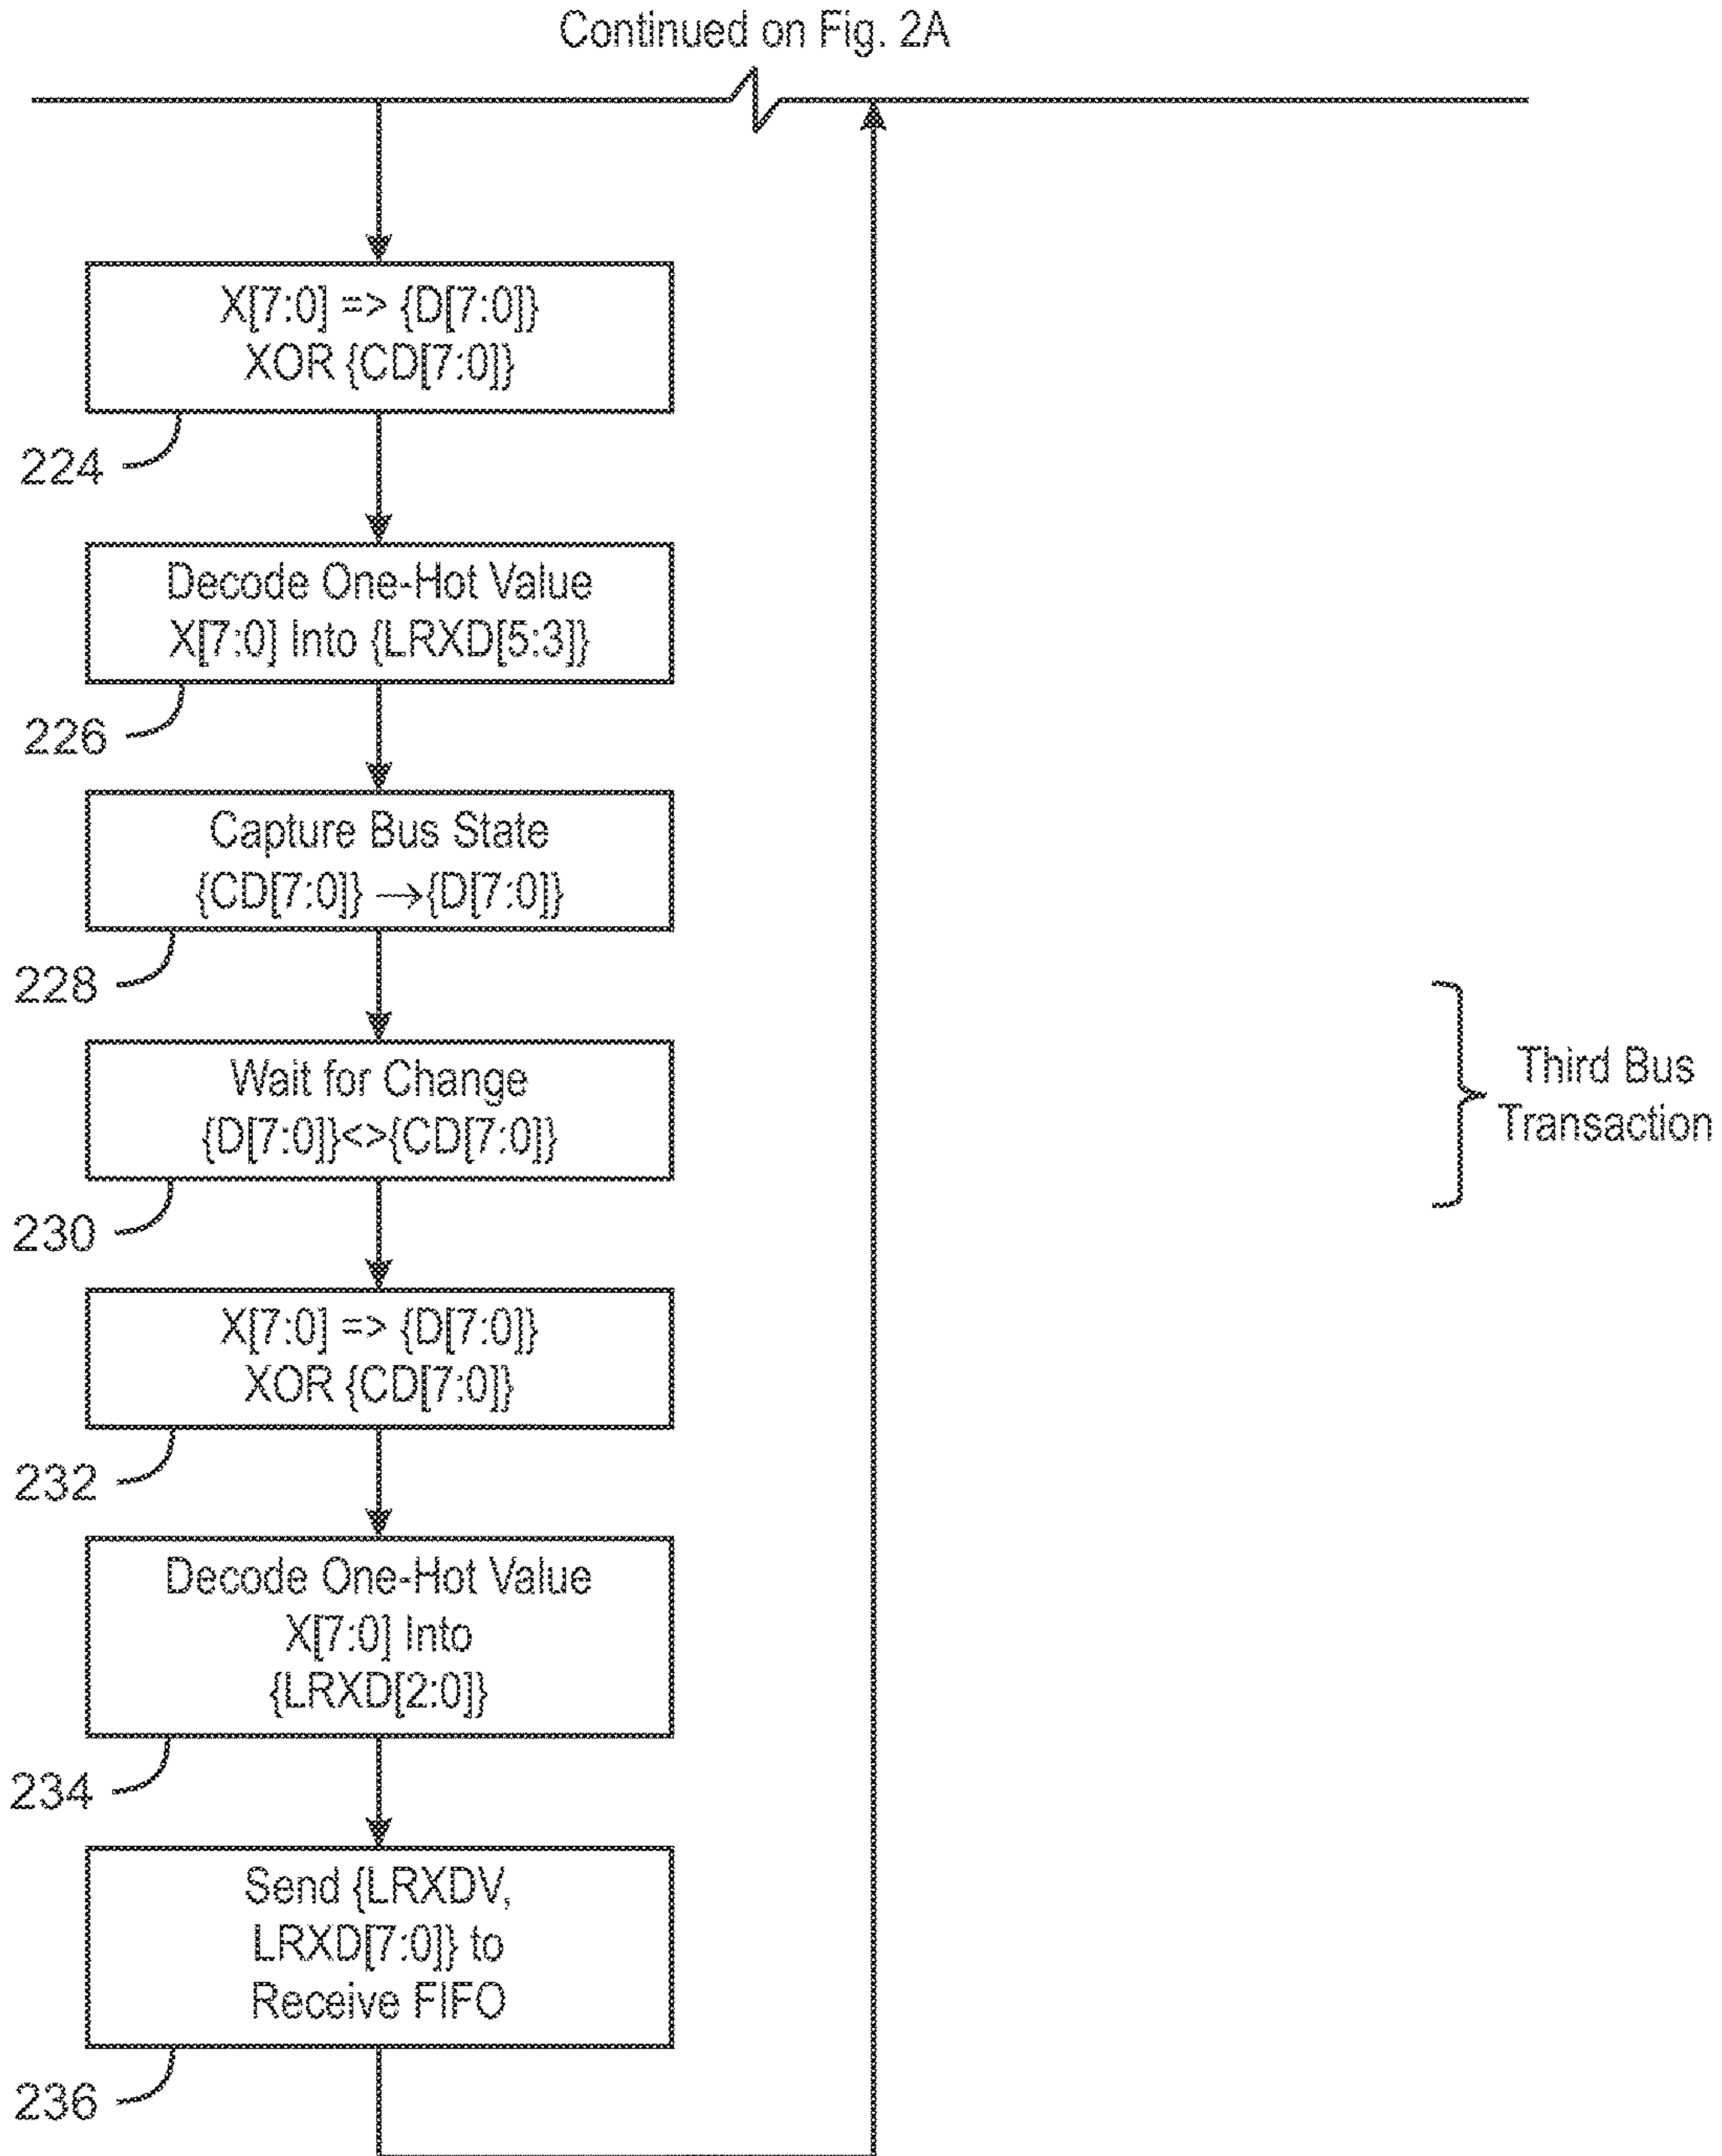 Continued on Fig. 2A
X[7:0] => {D[7:0]}
XOR {CD[7:0]}
224
Decode One-Hot Value
X[7:0] Into {LRXD[5:3]}
226
Capture Bus State
{CD[7:0]} →{D[7:0]}
228
Wait for Change
{D[7:0]}<>{CD[7:0]}
230
Third Bus
Transaction
X[7:0] => {D[7:0]}
XOR {CD[7:0]}
232
Decode One-Hot Value
X[7:0] Into
{LRXD[2:0]}
234
Send {LRXDV,
LRXD[7:0]} to
Receive FIFO
236